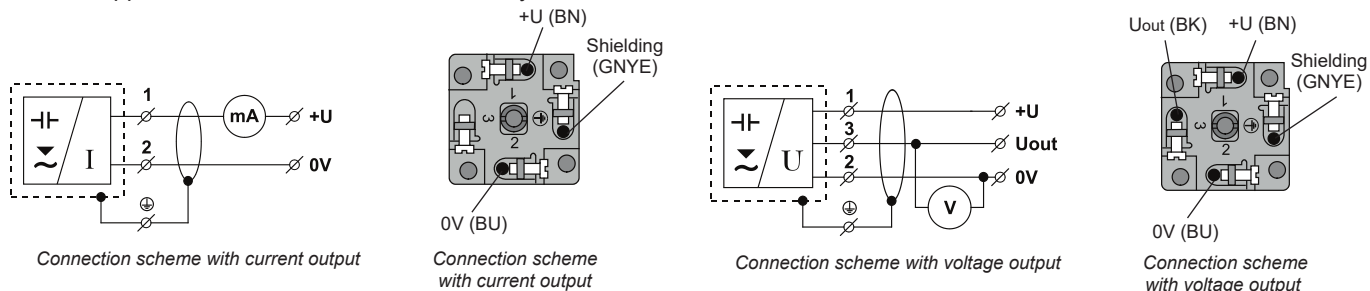 1
2
I
mA
+U
0V
Connection scheme with current output
+U (BN)
Shielding
(GNYE)
1
3
2
0V (BU)
Connection scheme
with current output
1
3
2
U
+U
Uout
0V
V
Connection scheme with voltage output
Uout (BK) +U (BN)
Shielding
(GNYE)
1
3
2
0V (BU)
Connection scheme
with voltage output